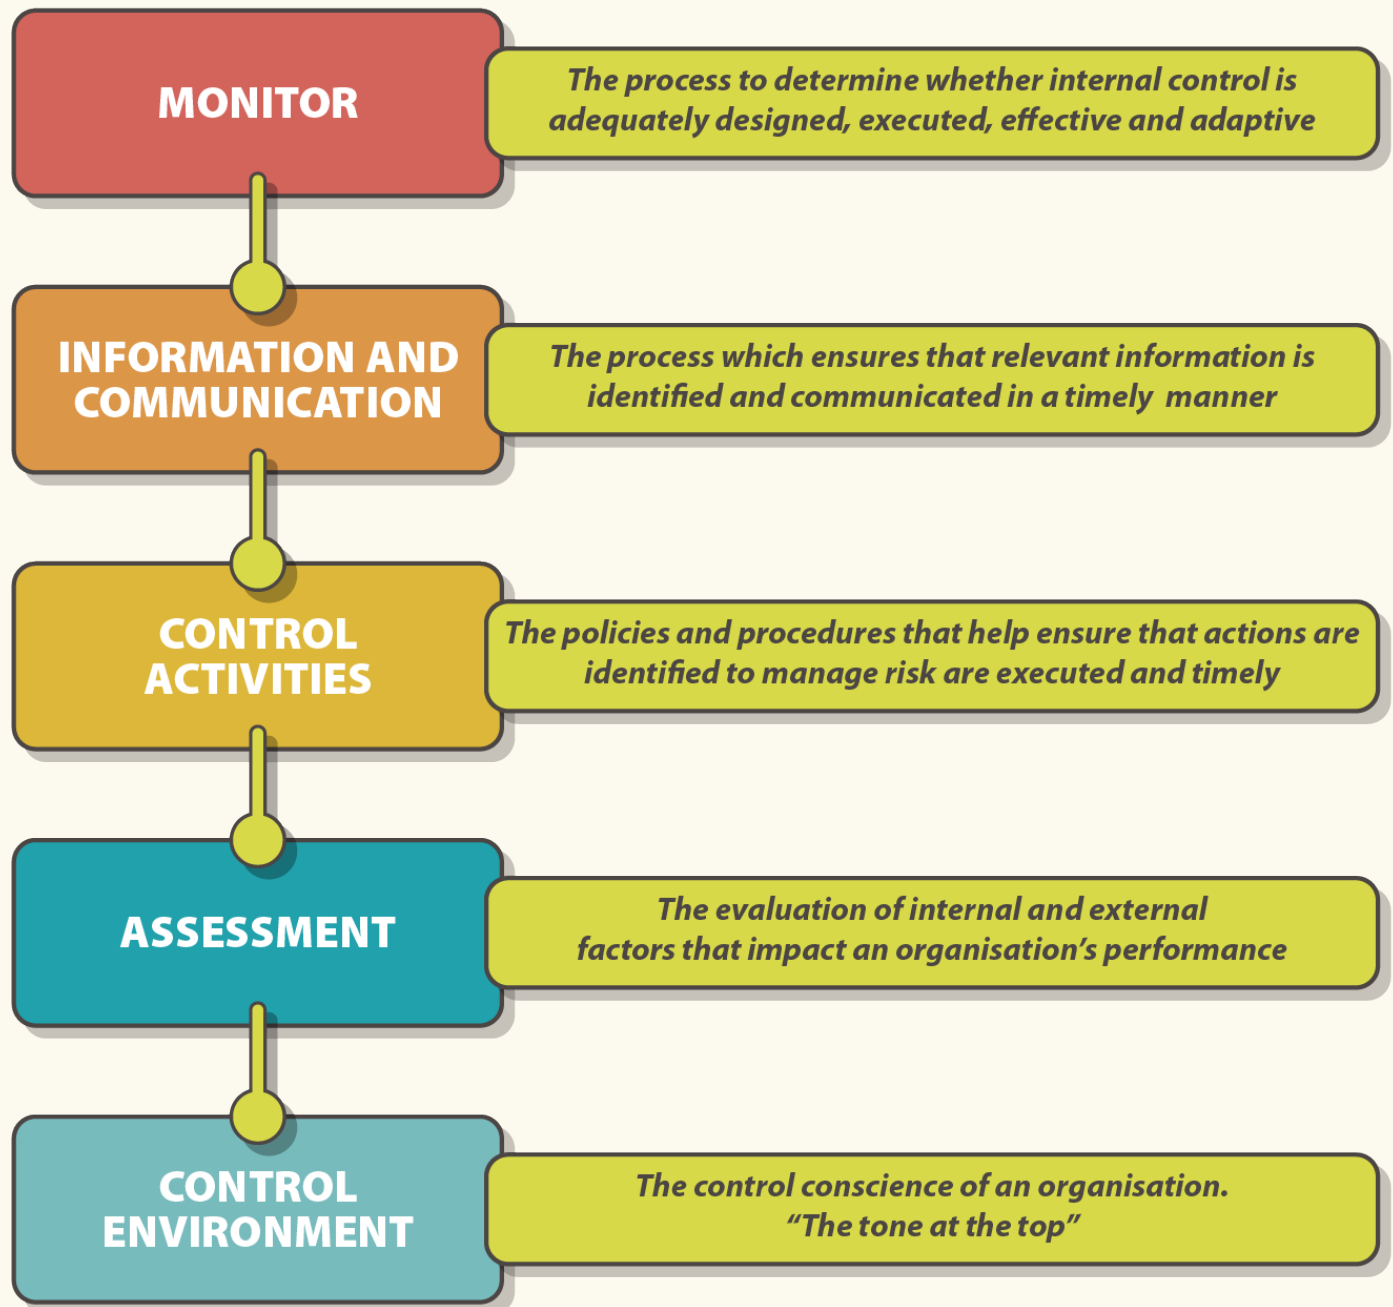 MONITOR
The process to determine whether internal control is
adequately designed, executed, effective and adaptive
INFORMATION AND
COMMUNICATION
The process which ensures that relevant information is
identified and communicated in a timely manner
CONTROL
ACTIVITIES
The policies and procedures that help ensure that actions are
identified to manage risk are executed and timely
ASSESSMENT
The evaluation of internal and external
factors that impact an organisation’s performance
CONTROL
ENVIRONMENT
The control conscience of an organisation.
“The tone at the top”